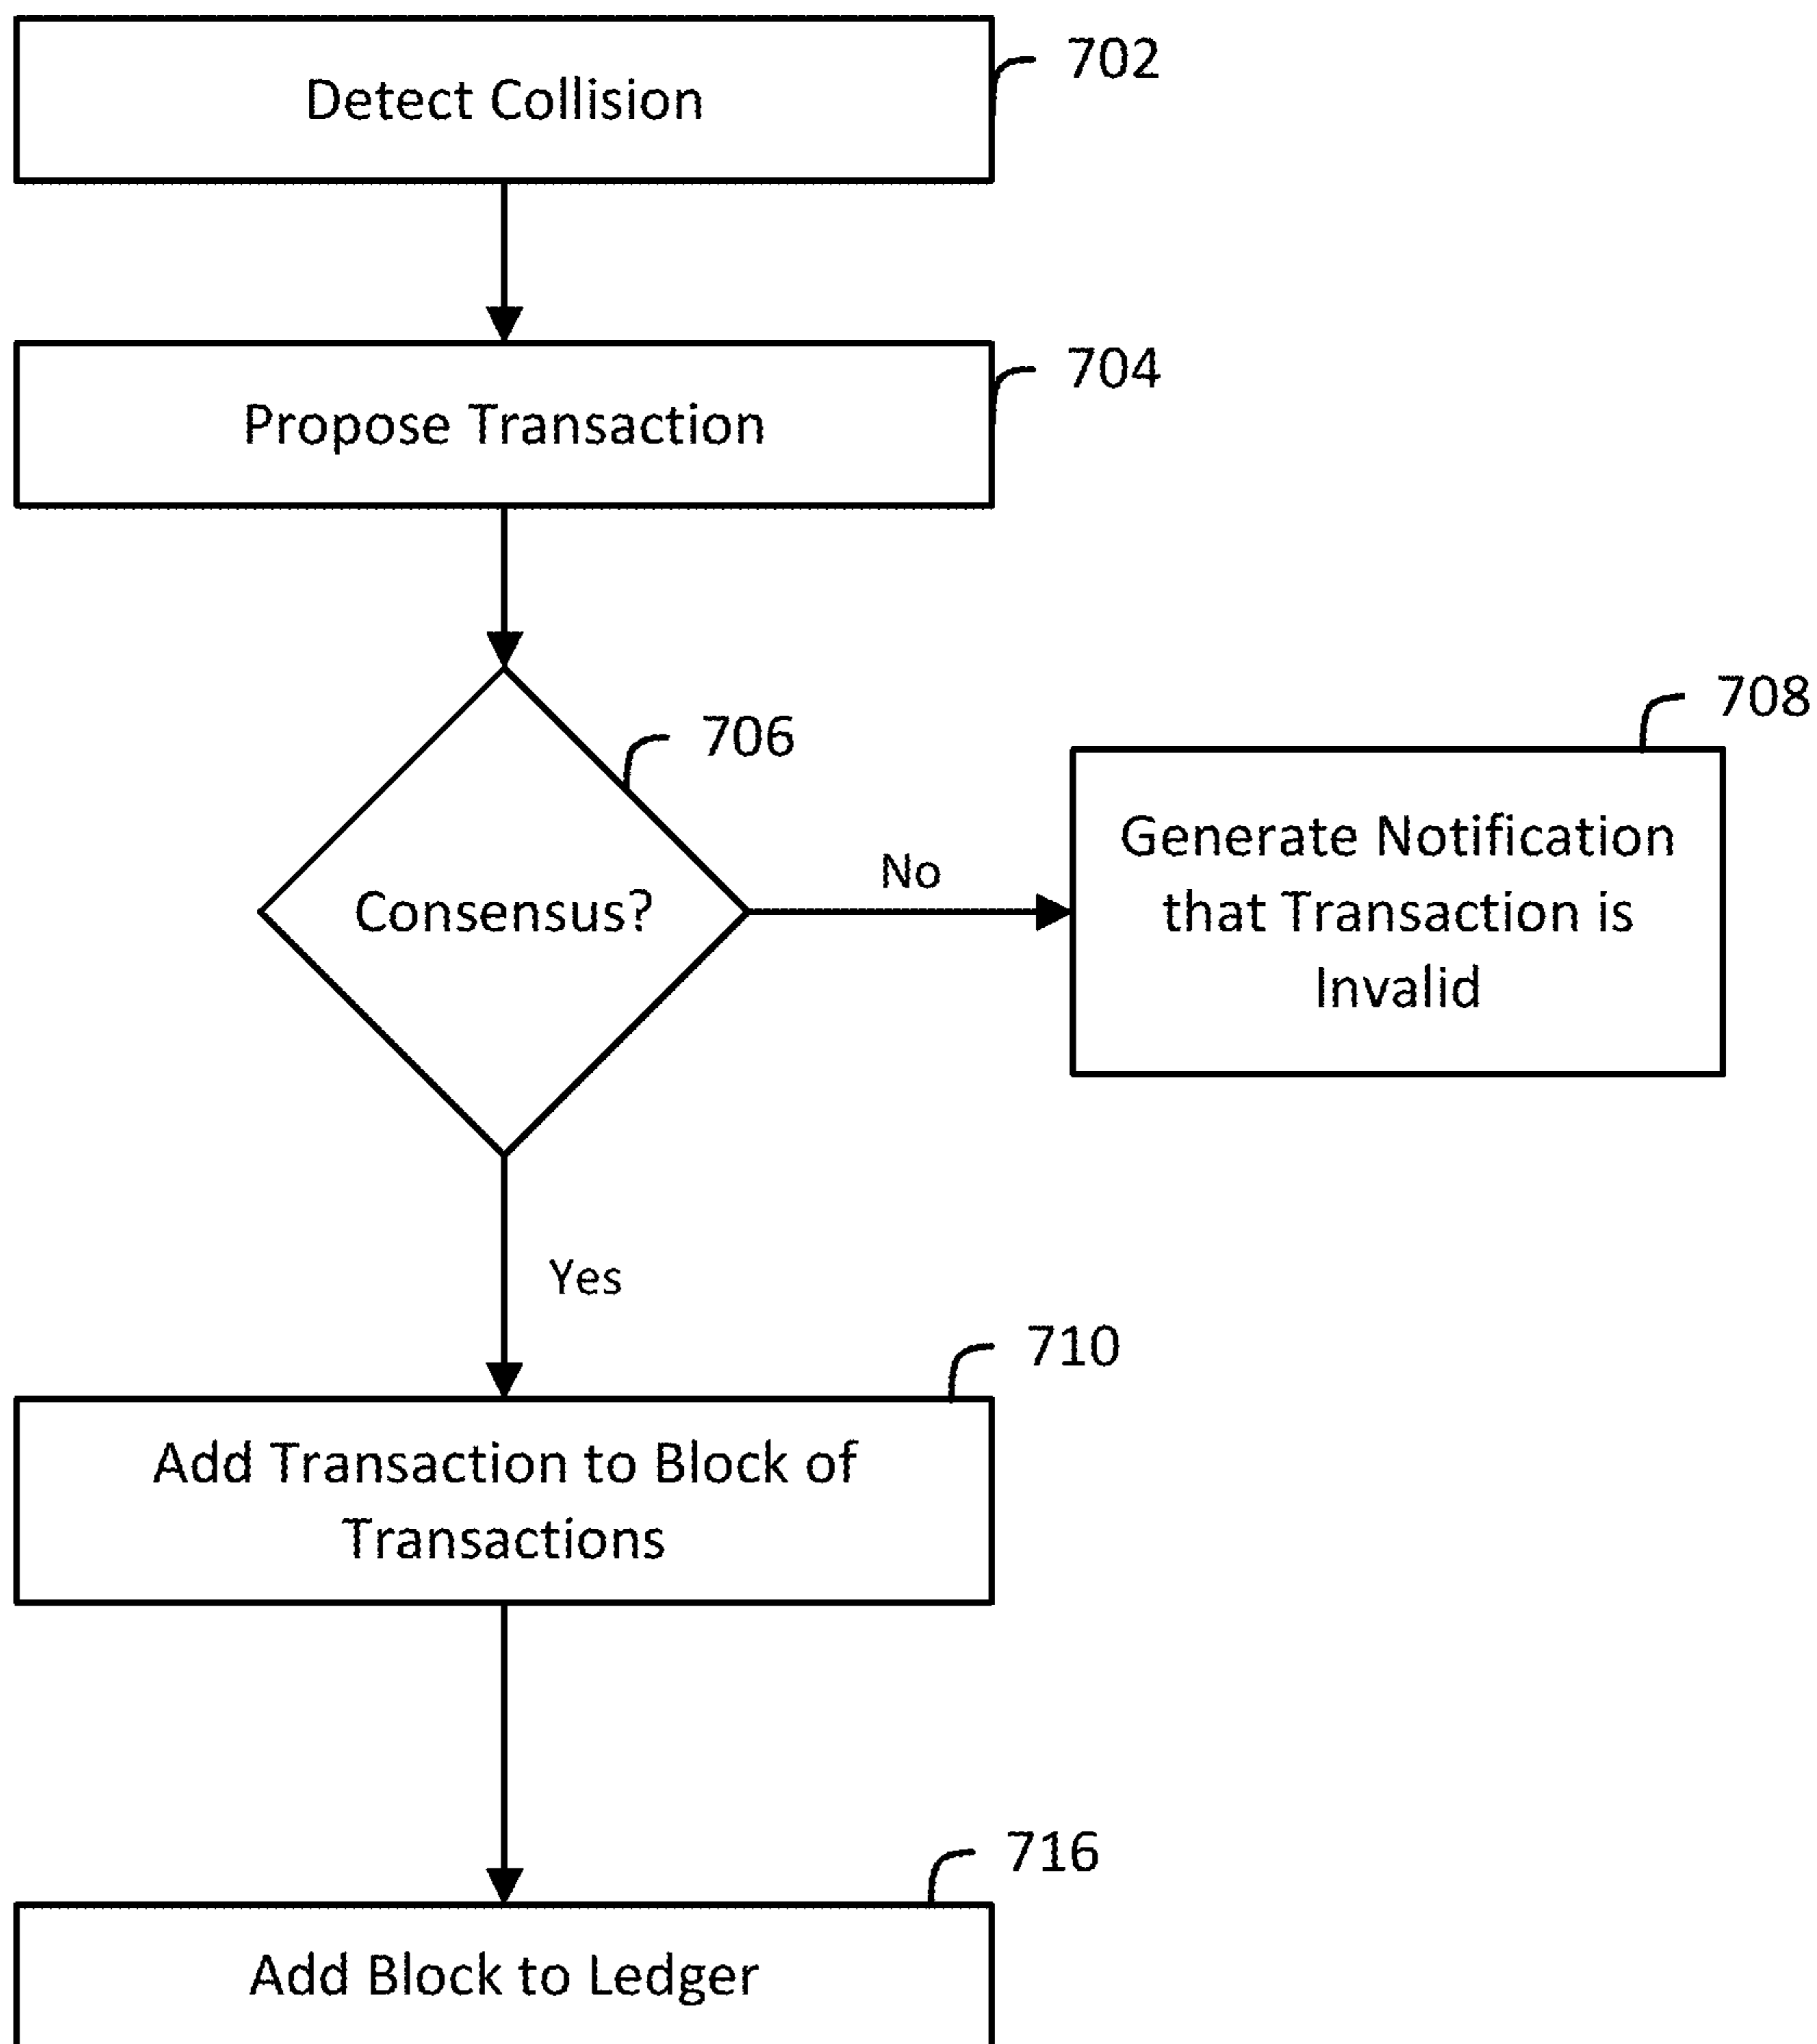 702
Detect Collision
704
Propose Transaction
706
Consensus?
No
708
Generate Notification
that Transaction is
Invalid
Yes
710
Add Transaction to Block of
Transactions
716
Add Block to Ledger